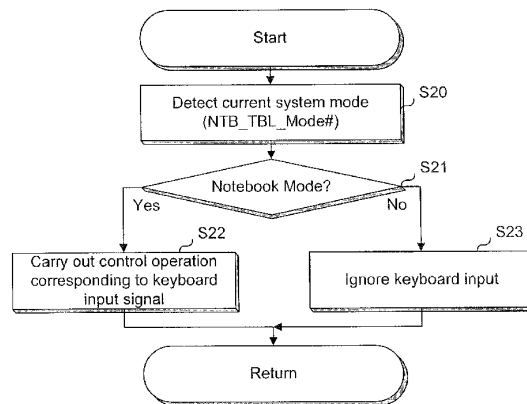 Start
S20
Detect current system mode
(NTB_TBL_Mode#)
S21
Notebook Mode?
Yes
No
S22
S23
Carry out control operation
corresponding to keyboard
input signal
Ignore keyboard input
Return